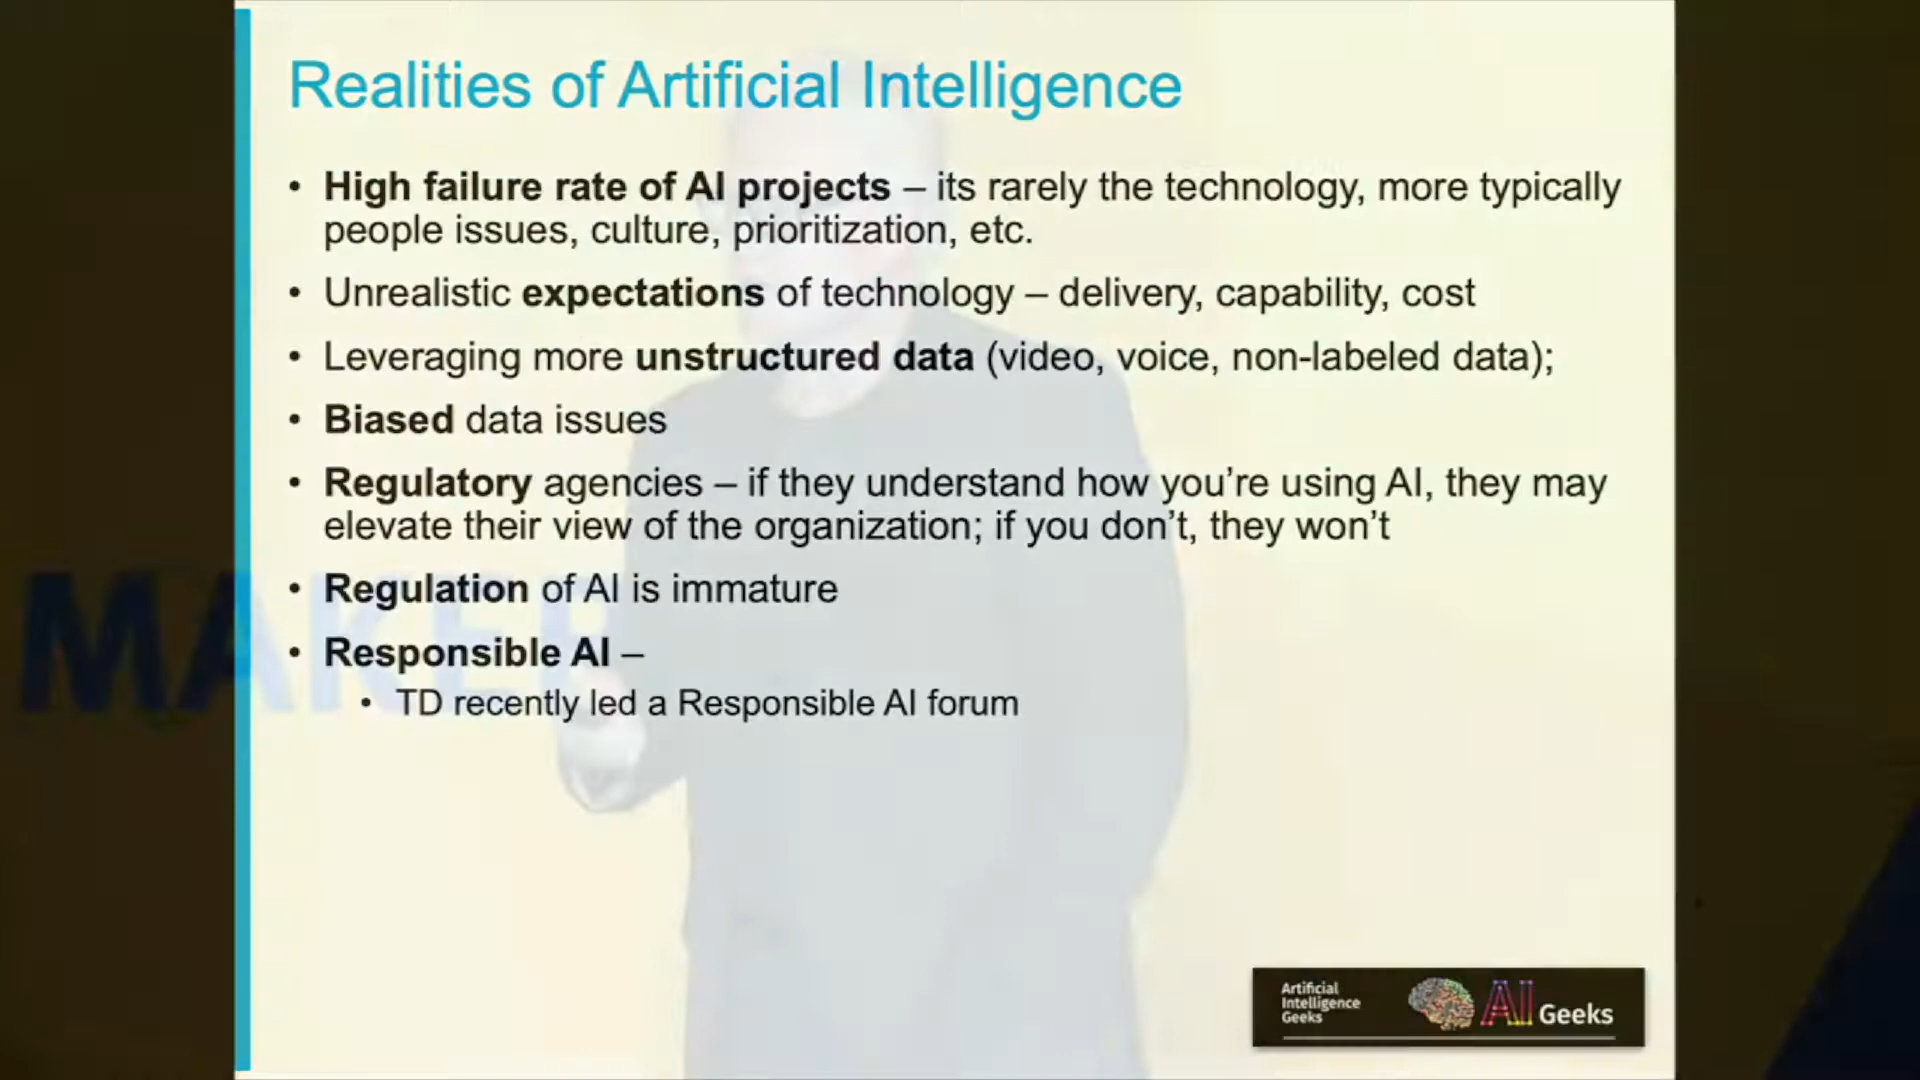 Realities of Artificial Intelligence
• High failure rate of AI projects – its rarely the technology, more typically
people issues, culture, prioritization, etc.
• Unrealistic expectations of technology – delivery, capability, cost
• Leveraging more unstructured data (video, voice, non-labeled data);
• Biased data issues
• Regulatory agencies – if they understand how you’re using AI, they may
elevate their view of the organization; if you don’t, they won’t
• Regulation of AI is immature
MAKER
• Responsible AI –
• TD recently led a Responsible AI forum
Artificial
Intelligence
Geeks
AI Geeks